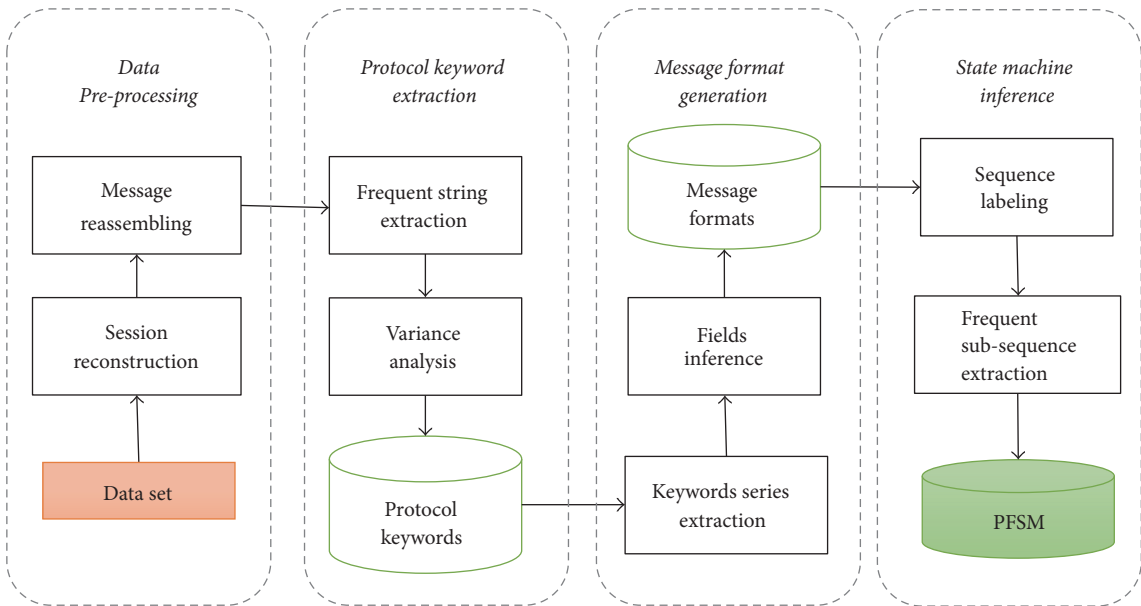 Data
Pre-processing
Message
reassembling
Session
reconstruction
Data set
Protocol keyword
extraction
Frequent string
extraction
Variance
analysis
Protocol
keywords
Message format
generation
Message
formats
Fields
inference
Keywords series
extraction
State machine
inference
Sequence
labeling
Frequent
sub-sequence
extraction
PFSM